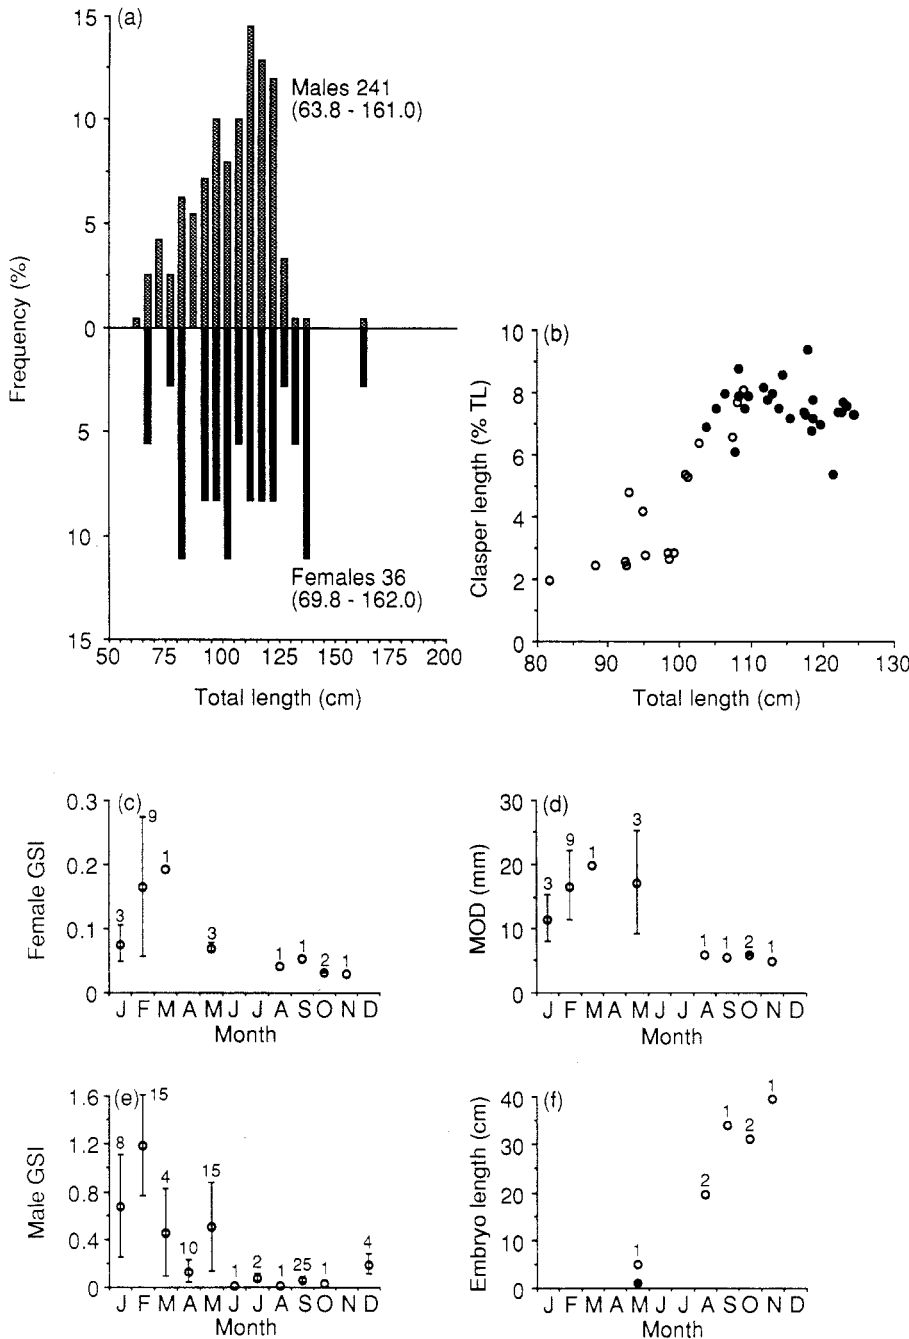 (a)
15
10
5
0
5
10
15
Frequency (%)
Males 241
(63.8 - 161.0)
Females 36
(69.8 - 162.0)
50 75 100 125 150 175 200
Total length (cm)
(b)
10
8
6
4
2
0
Clasper length (% TL)
80 90 100 110 120 130
Total length (cm)
(c)
0.3
0.2
0.1
0
Female GSI
3 9 1 3 1 1 2 1
J F M A M J J A S O N D
Month
(d)
30
20
10
0
MOD (mm)
3 9 1 3 1 1 2 1
J F M A M J J A S O N D
Month
(e)
1.6
1.2
0.8
0.4
0
Male GSI
8 15 4 10 15 1 2 1 25 1 4
J F M A M J J A S O N D
Month
(f)
40
30
20
10
0
Embryo length (cm)
1 2 1 2 1
J F M A M J J A S O N D
Month